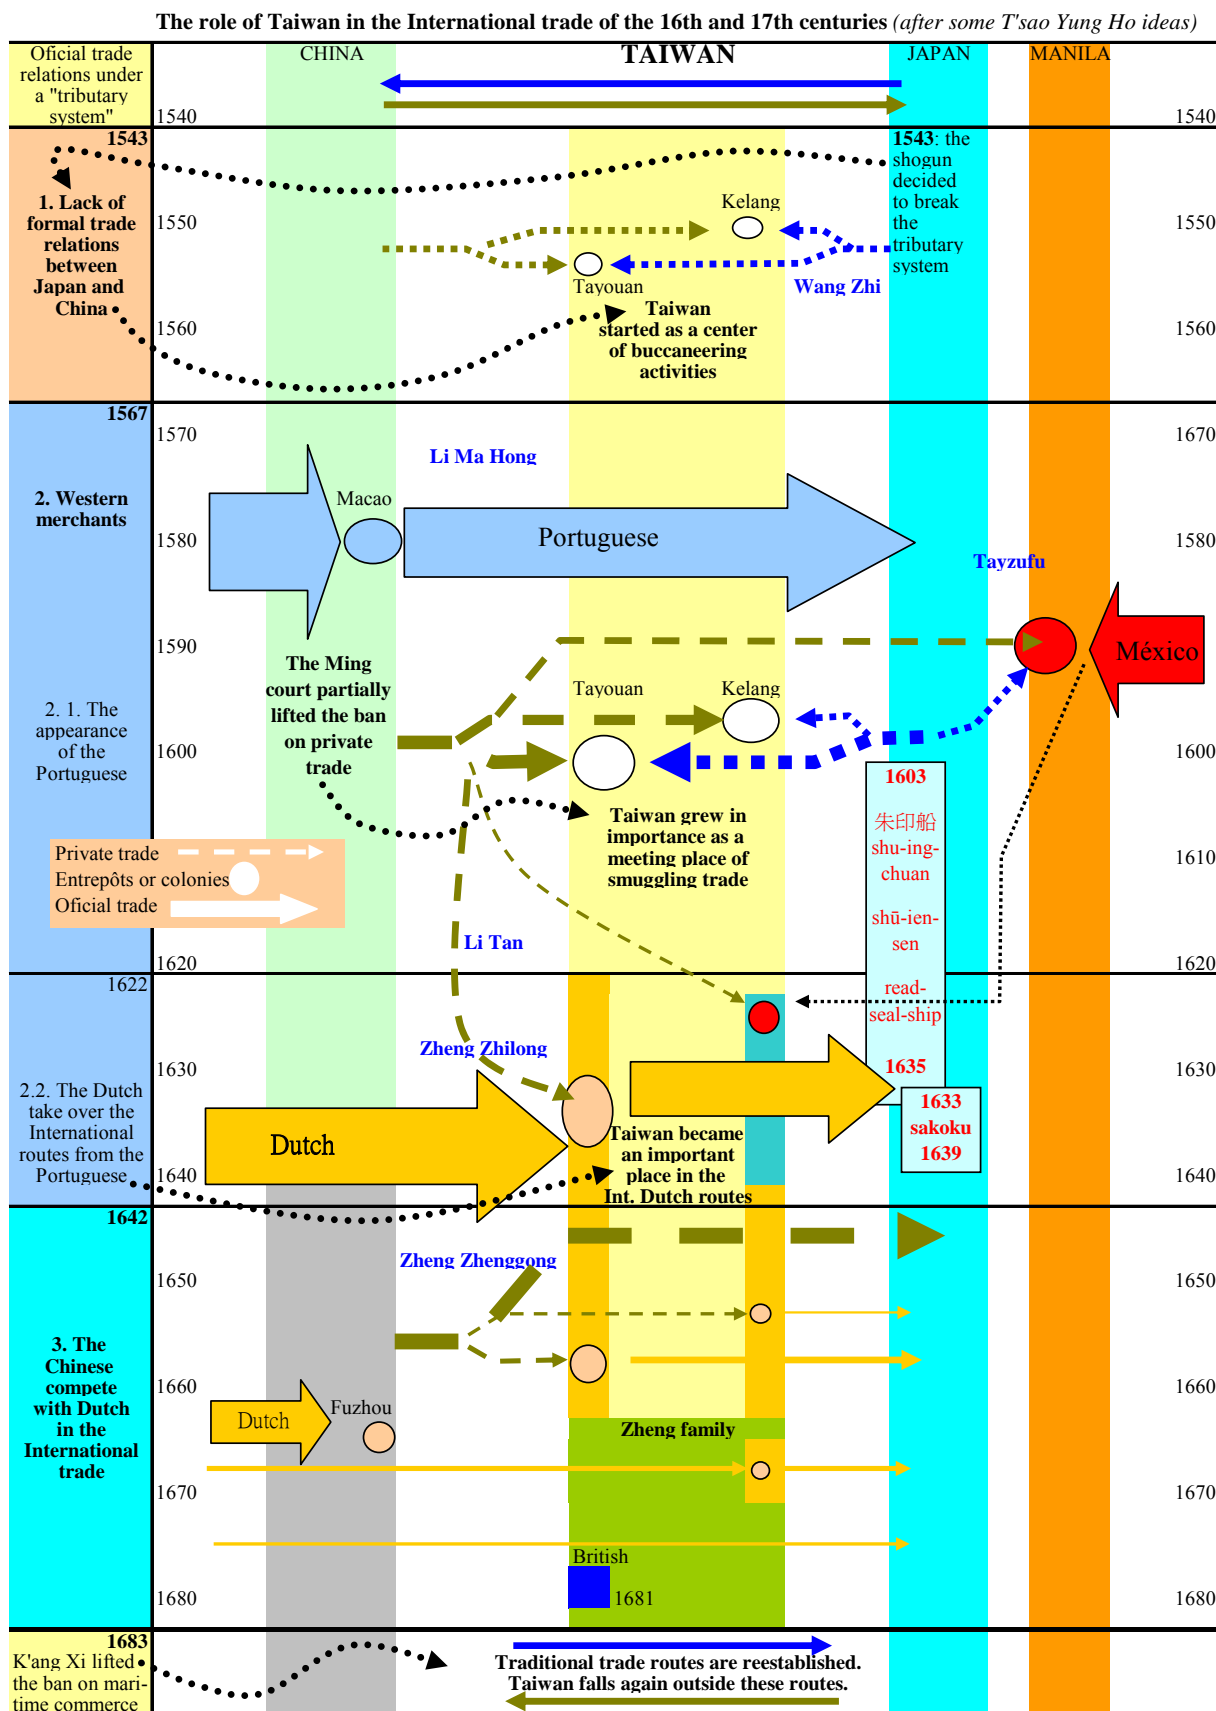 The role of Taiwan in the International trade of the 16th and 17th centuries (after some T'sao Yung Ho ideas)
Oficial trade
relations under
a "tributary
system"
CHINA
TAIWAN
JAPAN
MANILA
1540
1540
1543
1. Lack of
formal trade
relations
between
Japan and
China
1543: the
shogun
decided
to break
the
tributary
system
1550
1550
1560
1560
Kelang
Tayouan
Wang Zhi
Taiwan
started as a center
of buccaneering
activities
1567
1570
1670
Li Ma Hong
2. Western
merchants
Macao
Portuguese
1580
1580
Tayzufu
1590
1590
México
The Ming
court partially
lifted the ban
on private
trade
Tayouan
Kelang
2. 1. The
appearance
of the
Portuguese
1600
1600
1603
朱印船
shu-ing-
chuan
shū-ien-
sen
read-
seal-ship
1635
Taiwan grew in
importance as a
meeting place of
smuggling trade
Private trade
Entrepôts or colonies
Oficial trade
1610
Li Tan
1620
1620
1622
Zheng Zhilong
1630
1630
2.2. The Dutch
take over the
International
routes from the
Portuguese
Dutch
1633
sakoku
1639
Taiwan became
an important
place in the
Int. Dutch routes
1640
1640
1642
Zheng Zhenggong
1650
1650
3. The
Chinese
compete
with Dutch
in the
International
trade
1660
1660
Dutch
Fuzhou
Zheng family
1670
1670
British
1681
1680
1680
1683
K'ang Xi lifted
the ban on mari-
time commerce
Traditional trade routes are reestablished.
Taiwan falls again outside these routes.